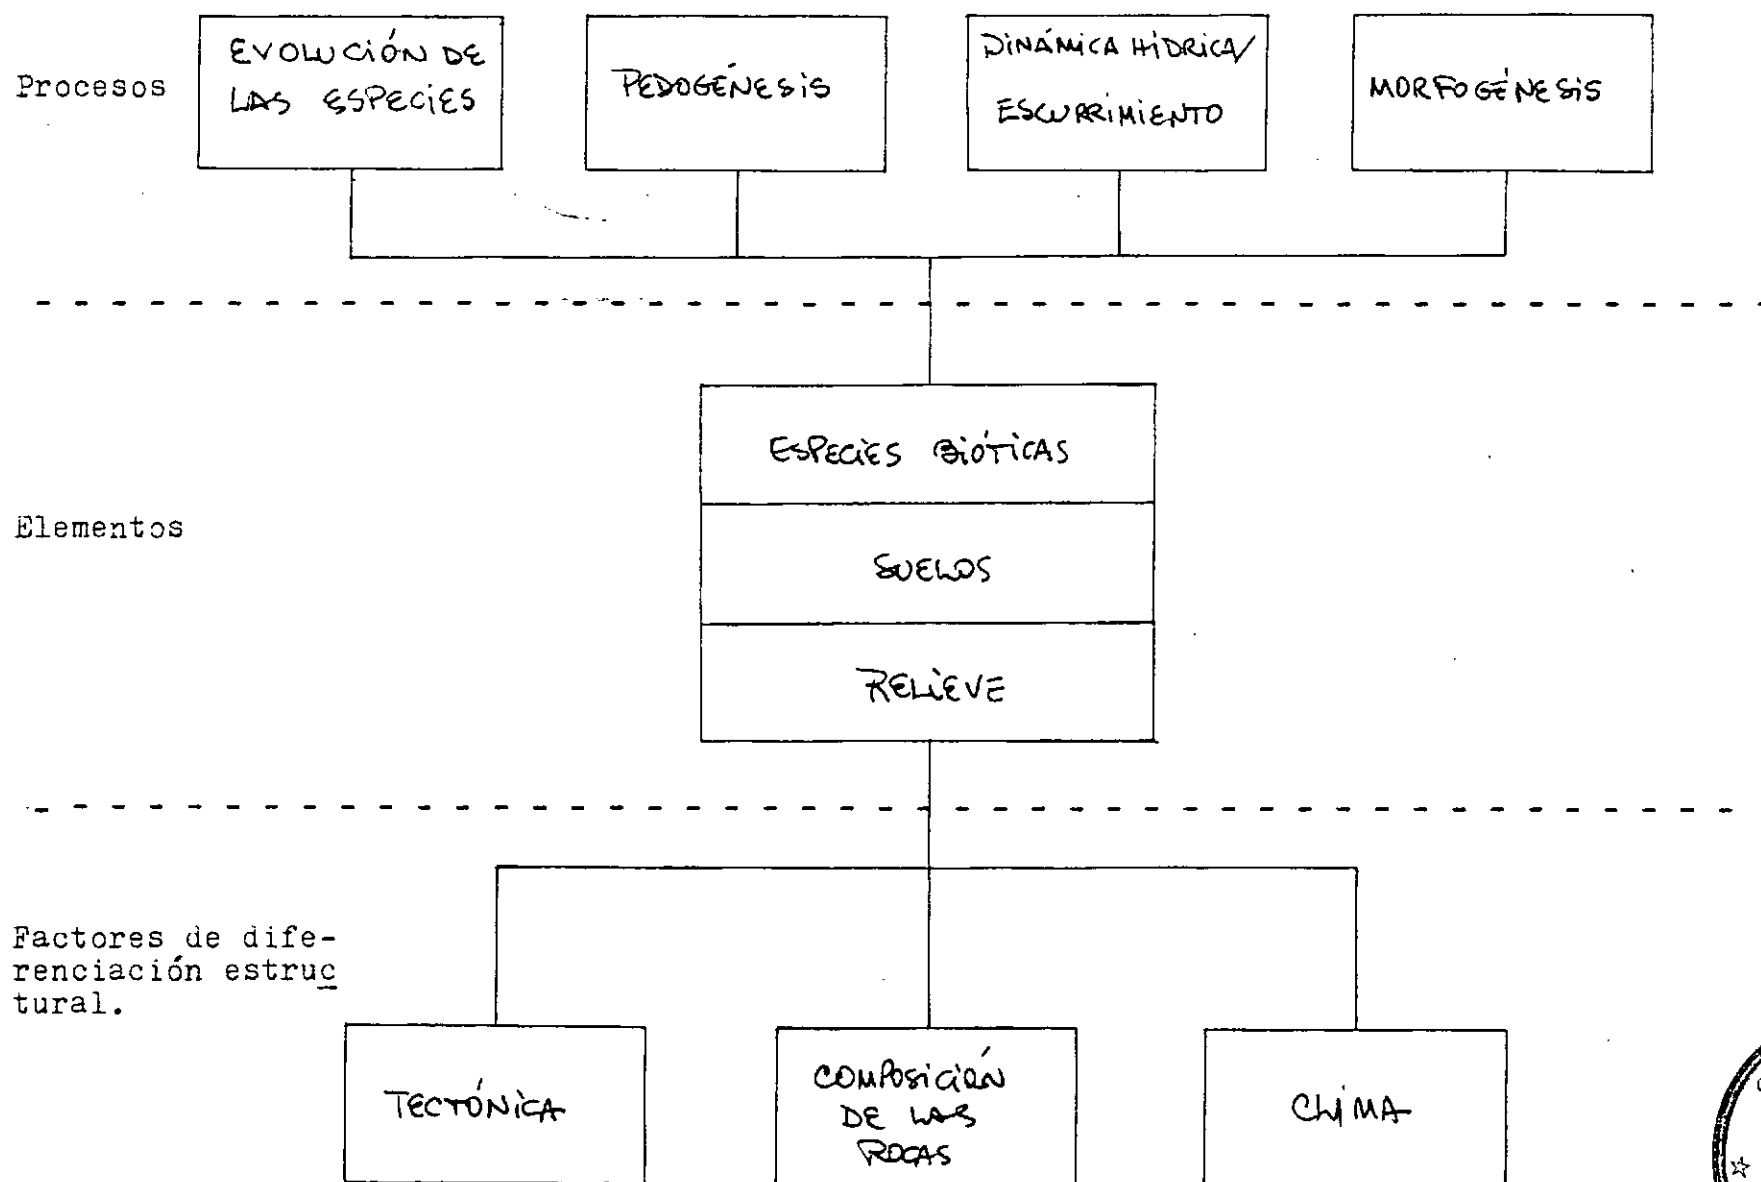 Procesos
EVOLUCIÓN DE
LAS ESPECIES
PEDOGÉNESIS
DINÁMICA HÍDRICA/
ESCURRIMIENTO
MORFOGÉNESIS
Elementos
ESPECIES BIÓTICAS
SUELOS
RELIEVE
Factores de dife-
renciación estruc
tural.
TECTÓNICA
COMPOSICIÓN
DE LAS
ROCAS
CLIMA